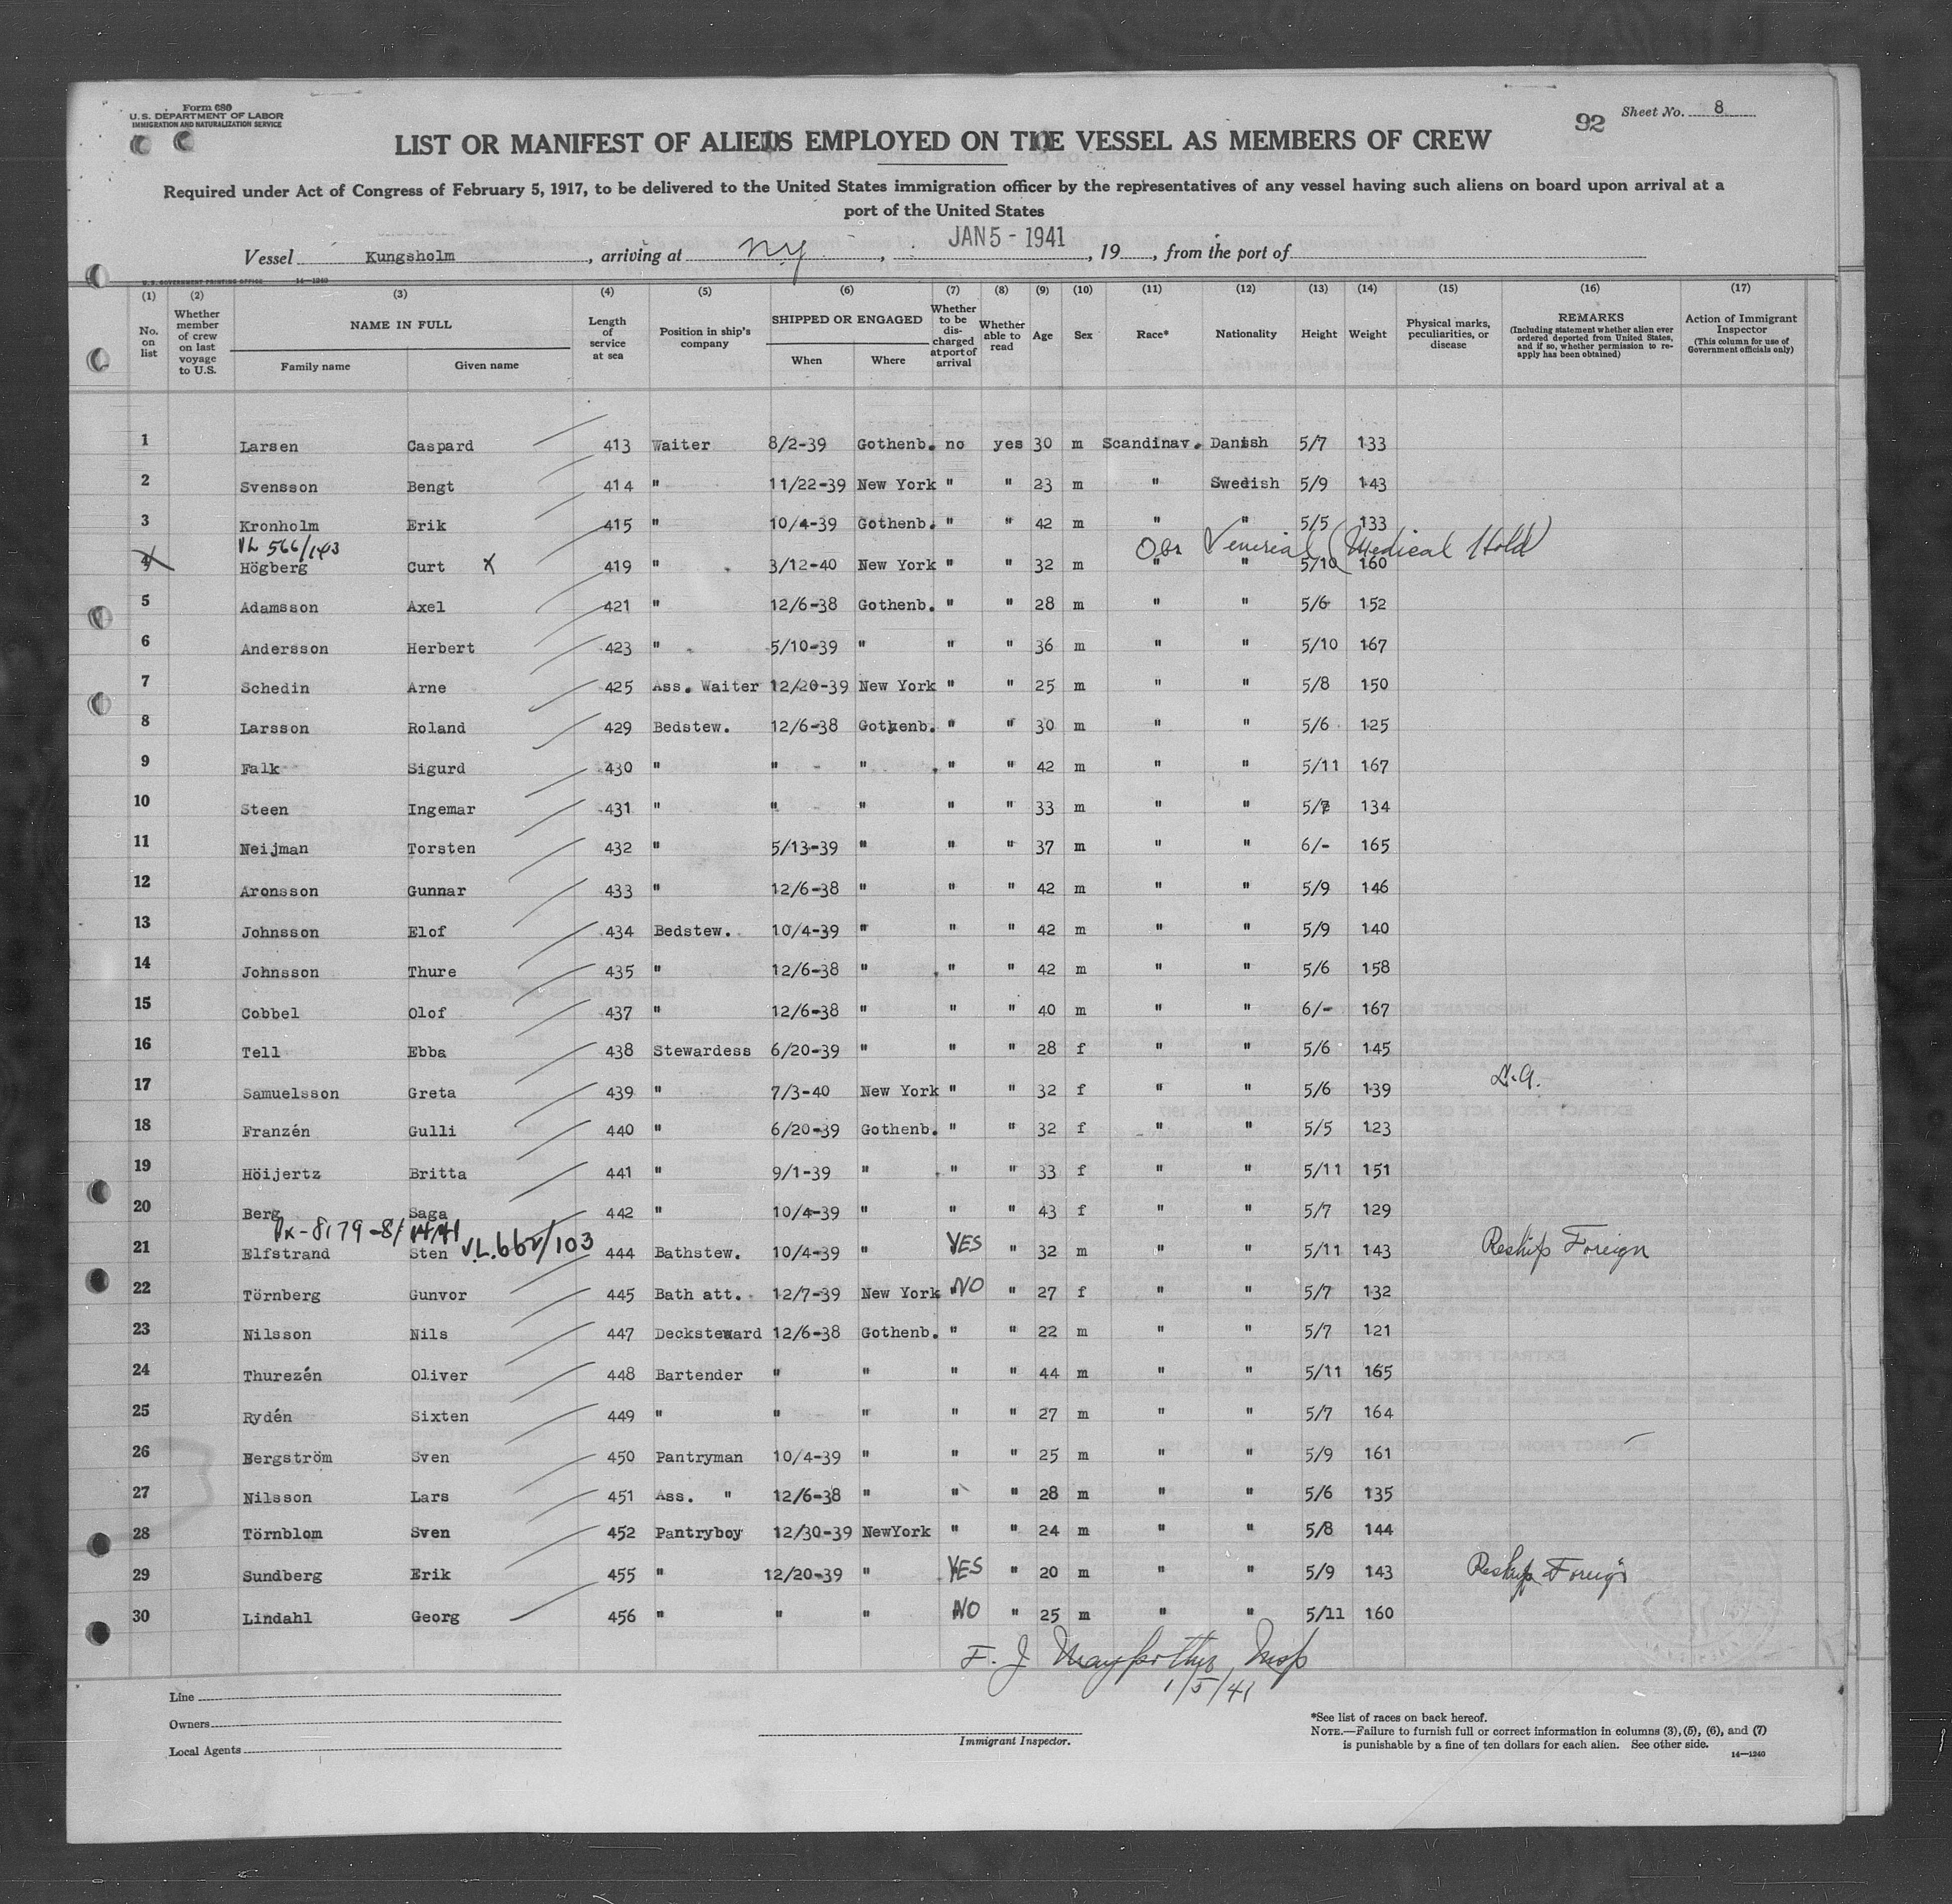 Form 680
U.S. DEPARTMENT OF LABOR
IMMIGRATION AND NATURALIZATION SERVICE
92 Sheet No. 8
LIST OR MANIFEST OF ALIENS EMPLOYED ON THE VESSEL AS MEMBERS OF CREW
Required under Act of Congress of February 5, 1917, to be delivered to the United States immigration officer by the representatives of any vessel having such aliens on board upon arrival at a
port of the United States
Vessel Kungsholm, arriving at NY, JAN 5 - 1941, 19, from the port of
U. S. GOVERNMENT PRINTING OFFICE 14—1240
(1) (2) (3) (4) (5) (6) (7) (8) (9) (10) (11) (12) (13) (14) (15) (16) (17)
No. on list
Whether member of crew on last voyage to U.S.
NAME IN FULL
Family name Given name
Length of service at sea
Position in ship's company
SHIPPED OR ENGAGED
When Where
Whether to be discharged at port of arrival
Whether able to read
Age
Sex
Race*
Nationality
Height
Weight
Physical marks, peculiarities, or disease
REMARKS
(Including statement whether alien ever ordered deported from United States, and if so, whether permission to reapply has been obtained)
Action of Immigrant Inspector
(This column for use of Government officials only)
1 Larsen Caspard 413 Waiter 8/2-39 Gothenb. no yes 30 m Scandinav. Danish 5/7 133
2 Svensson Bengt 414 " 11/22-39 New York " " 23 m " Swedish 5/9 143
3 Kronholm Erik 415 " 10/4-39 Gothenb. " " 42 m " " 5/5 133
VL 566/143 Obs Venerial (Medical Hold)
4 Högberg Curt X 419 " 3/12-40 New York " " 32 m " " 5/10 160
5 Adamsson Axel 421 " 12/6-38 Gothenb. " " 28 m " " 5/6 152
6 Andersson Herbert 423 " 5/10-39 " " " 36 m " " 5/10 167
7 Schedin Arne 425 Ass. Waiter 12/20-39 New York " " 25 m " " 5/8 150
8 Larsson Roland 429 Bedstew. 12/6-38 Gothenb. " " 30 m " " 5/6 125
9 Falk Sigurd 430 " " - " " " 42 m " " 5/11 167
10 Steen Ingemar 431 " " " " " 33 m " " 5/7 134
11 Neijman Torsten 432 " 5/13-39 " " " 37 m " " 6/- 165
12 Aronsson Gunnar 433 " 12/6-38 " " " 42 m " " 5/9 146
13 Johnsson Elof 434 Bedstew. 10/4-39 " " " 42 m " " 5/9 140
14 Johnsson Thure 435 " 12/6-38 " " " 42 m " " 5/6 158
15 Cobbel Olof 437 " 12/6-38 " " " 40 m " " 6/- 167
16 Tell Ebba 438 Stewardess 6/20-39 " " " 28 f " " 5/6 145
17 Samuelsson Greta 439 " 7/3-40 New York " " 32 f " " 5/6 139
18 Franzén Gulli 440 " 6/20-39 Gothenb. " " 32 f " " 5/5 123
19 Höijertz Britta 441 " 9/1-39 " " " 33 f " " 5/11 151
20 Berg Saga 442 " 10/4-39 " " " 43 f " " 5/7 129
21 Elfstrand Sten 444 Bathstew. 10/4-39 " YES " 32 m " " 5/11 143 Reship Foreign
22 Törnberg Gunvor 445 Bath att. 12/7-39 New York NO " 27 f " " 5/7 132
23 Nilsson Nils 447 Decksteward 12/6-38 Gothenb. " " 22 m " " 5/7 121
24 Thurezén Oliver 448 Bartender " " " " 44 m " " 5/11 165
25 Rydén Sixten 449 " " " " " 27 m " " 5/7 164
26 Bergström Sven 450 Pantryman 10/4-39 " " " 25 m " " 5/9 161
27 Nilsson Lars 451 Ass. " 12/6-38 " " " 28 m " " 5/6 135
28 Törnblom Sven 452 Pantryboy 12/30-39 NewYork " " 24 m " " 5/8 144
29 Sundberg Erik 455 " 12/20-39 " YES " 20 m " " 5/9 143 Reship Foreign
30 Lindahl Georg 456 " " " NO " 25 m " " 5/11 160
F. J. Insp
1/5/41
Line
Owners
Local Agents
Immigrant Inspector.
*See list of races on back hereof.
NOTE.—Failure to furnish full or correct information in columns (3), (5), (6), and (7)
is punishable by a fine of ten dollars for each alien. See other side.
14—1240